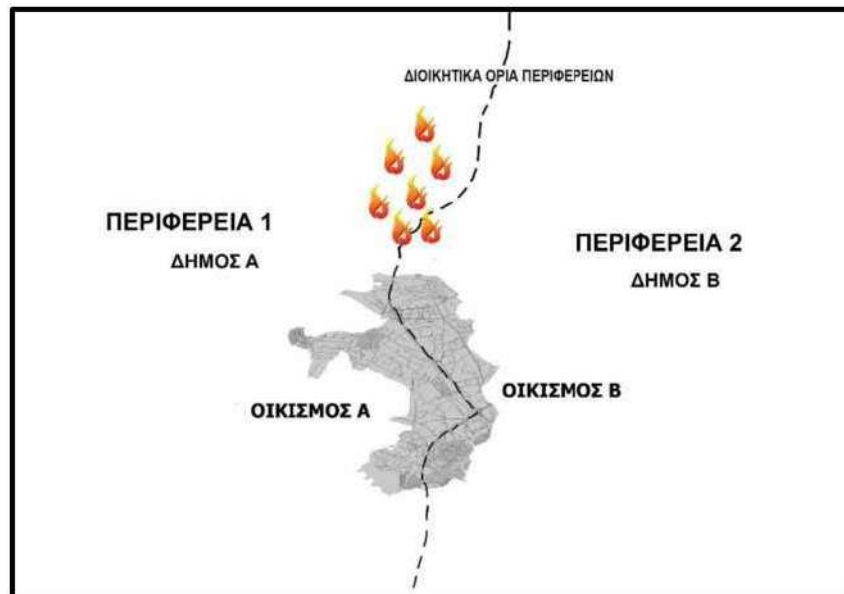 ΔΙΟΙΚΗΤΙΚΑ ΟΡΙΑ ΠΕΡΙΦΕΡΕΙΩΝ
ΠΕΡΙΦΕΡΕΙΑ 1
ΔΗΜΟΣ Α
ΠΕΡΙΦΕΡΕΙΑ 2
ΔΗΜΟΣ Β
ΟΙΚΙΣΜΟΣ Α
ΟΙΚΙΣΜΟΣ Β